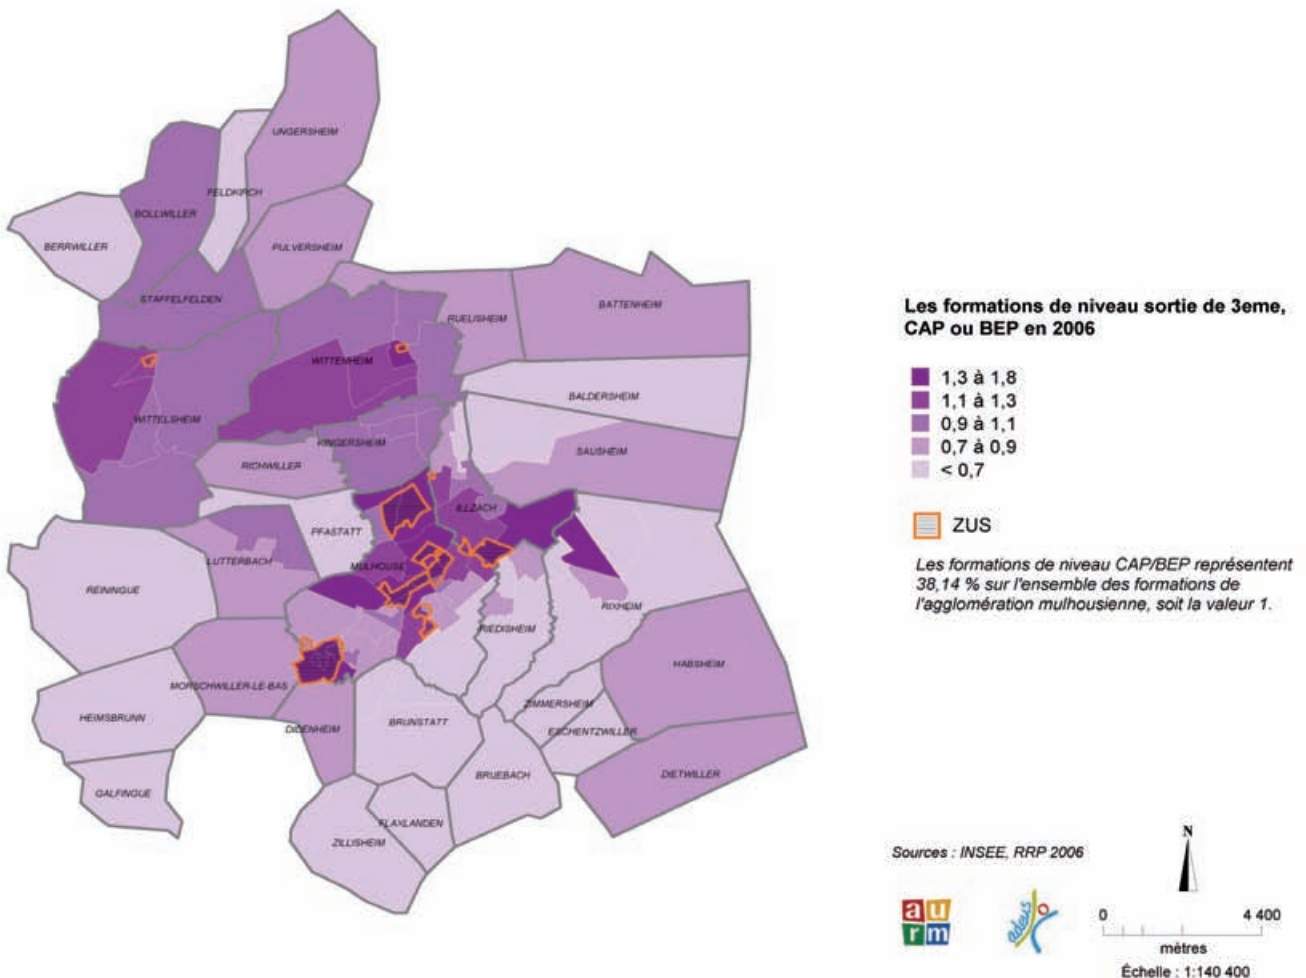 UNGERSHEIM
FELDKIRCH
BOLLWILLER
BERRWILLER
PULVERSHEIM
STAFFELFELDEN
RUELISHEIM
BATTENHEIM
WITTENHEIM
BALDERSHEIM
WITTELSHEIM
KINGERSHEIM
SAUSHEIM
RICHWILLER
ILLZACH
PFASTATT
LUTTERBACH
MULHOUSE
REININGUE
RIXHEIM
RIEDISHEIM
HABSHEIM
MORSCHWILLER-LE-BAS
ZIMMERSHEIM
HEIMSBRUNN
DIDENHEIM
BRUNSTATT
ESCHENTZWILLER
BRUEBACH
DIETWILLER
GALFINGUE
FLAXLANDEN
ZILLISHEIM
Les formations de niveau sortie de 3eme,
CAP ou BEP en 2006
1,3 à 1,8
1,1 à 1,3
0,9 à 1,1
0,7 à 0,9
< 0,7
ZUS
Les formations de niveau CAP/BEP représentent
38,14 % sur l'ensemble des formations de
l'agglomération mulhousienne, soit la valeur 1.
Sources : INSEE, RRP 2006
N
au
rm
adeus
0 4 400
mètres
Échelle : 1:140 400